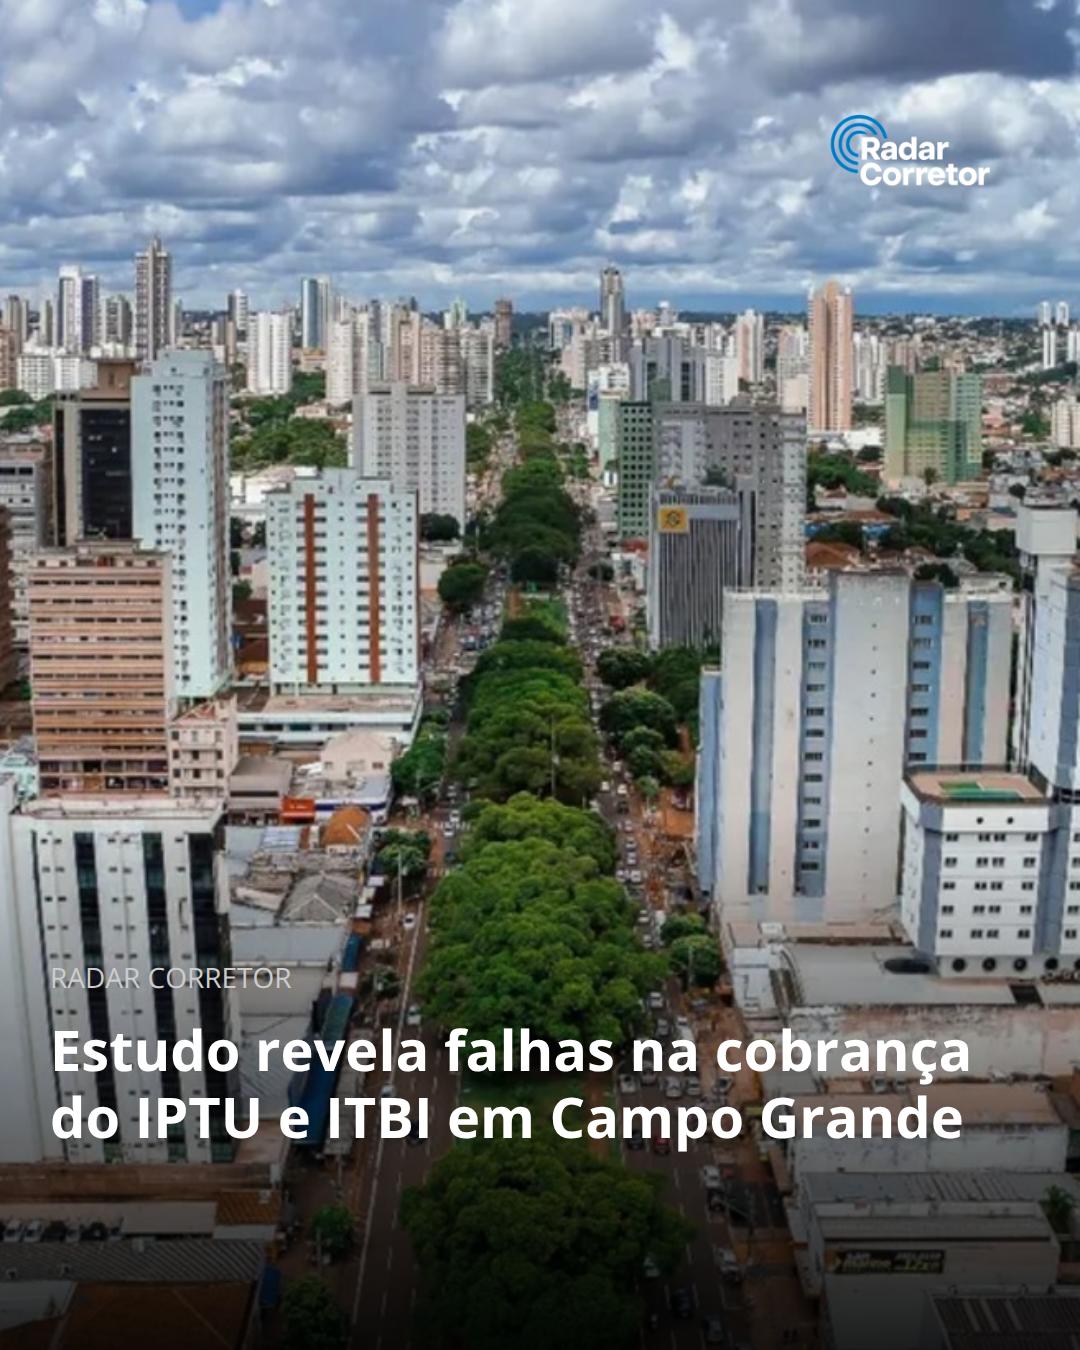 Radar
Corretor
RADAR CORRETOR
Estudo revela falhas na cobrança
do IPTU e ITBI em Campo Grande